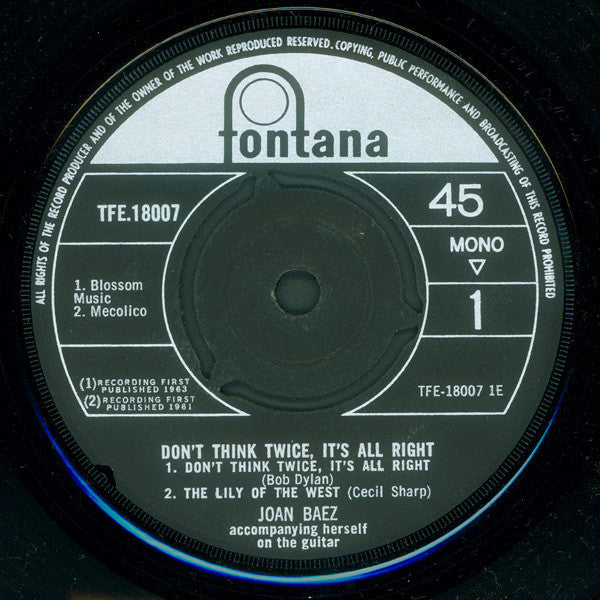 ALL RIGHTS OF THE RECORD PRODUCER AND OF THE OWNER OF THE WORK REPRODUCED RESERVED. COPYING, PUBLIC PERFORMANCE AND BROADCASTING OF THIS RECORD PROHIBITED
fontana
TFE.18007
45
MONO
1
1. Blossom
Music
2. Mecolico
(1) RECORDING FIRST
PUBLISHED 1963
(2) RECORDING FIRST
PUBLISHED 1961
TFE-18007 1E
DON'T THINK TWICE, IT'S ALL RIGHT
1. DON'T THINK TWICE, IT'S ALL RIGHT
(Bob Dylan)
2. THE LILY OF THE WEST (Cecil Sharp)
JOAN BAEZ
accompanying herself
on the guitar